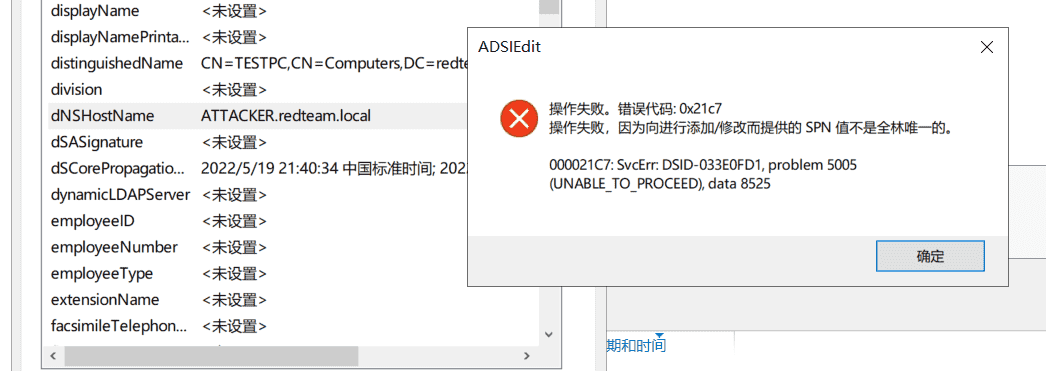 displayName <未设置>
displayNamePrinta... <未设置>
distinguishedName CN=TESTPC,CN=Computers,DC=redte
division <未设置>
dNSHostName ATTACKER.redteam.local
dSASignature <未设置>
dSCorePropagatio... 2022/5/19 21:40:34 中国标准时间; 202
dynamicLDAPServer <未设置>
employeeID <未设置>
employeeNumber <未设置>
employeeType <未设置>
extensionName <未设置>
facsimileTelephon... <未设置>
ADSIEdit
操作失败。错误代码: 0x21c7
操作失败，因为向进行添加/修改而提供的 SPN 值不是全林唯一的。
000021C7: SvcErr: DSID-033E0FD1, problem 5005
(UNABLE_TO_PROCEED), data 8525
确定
期和时间